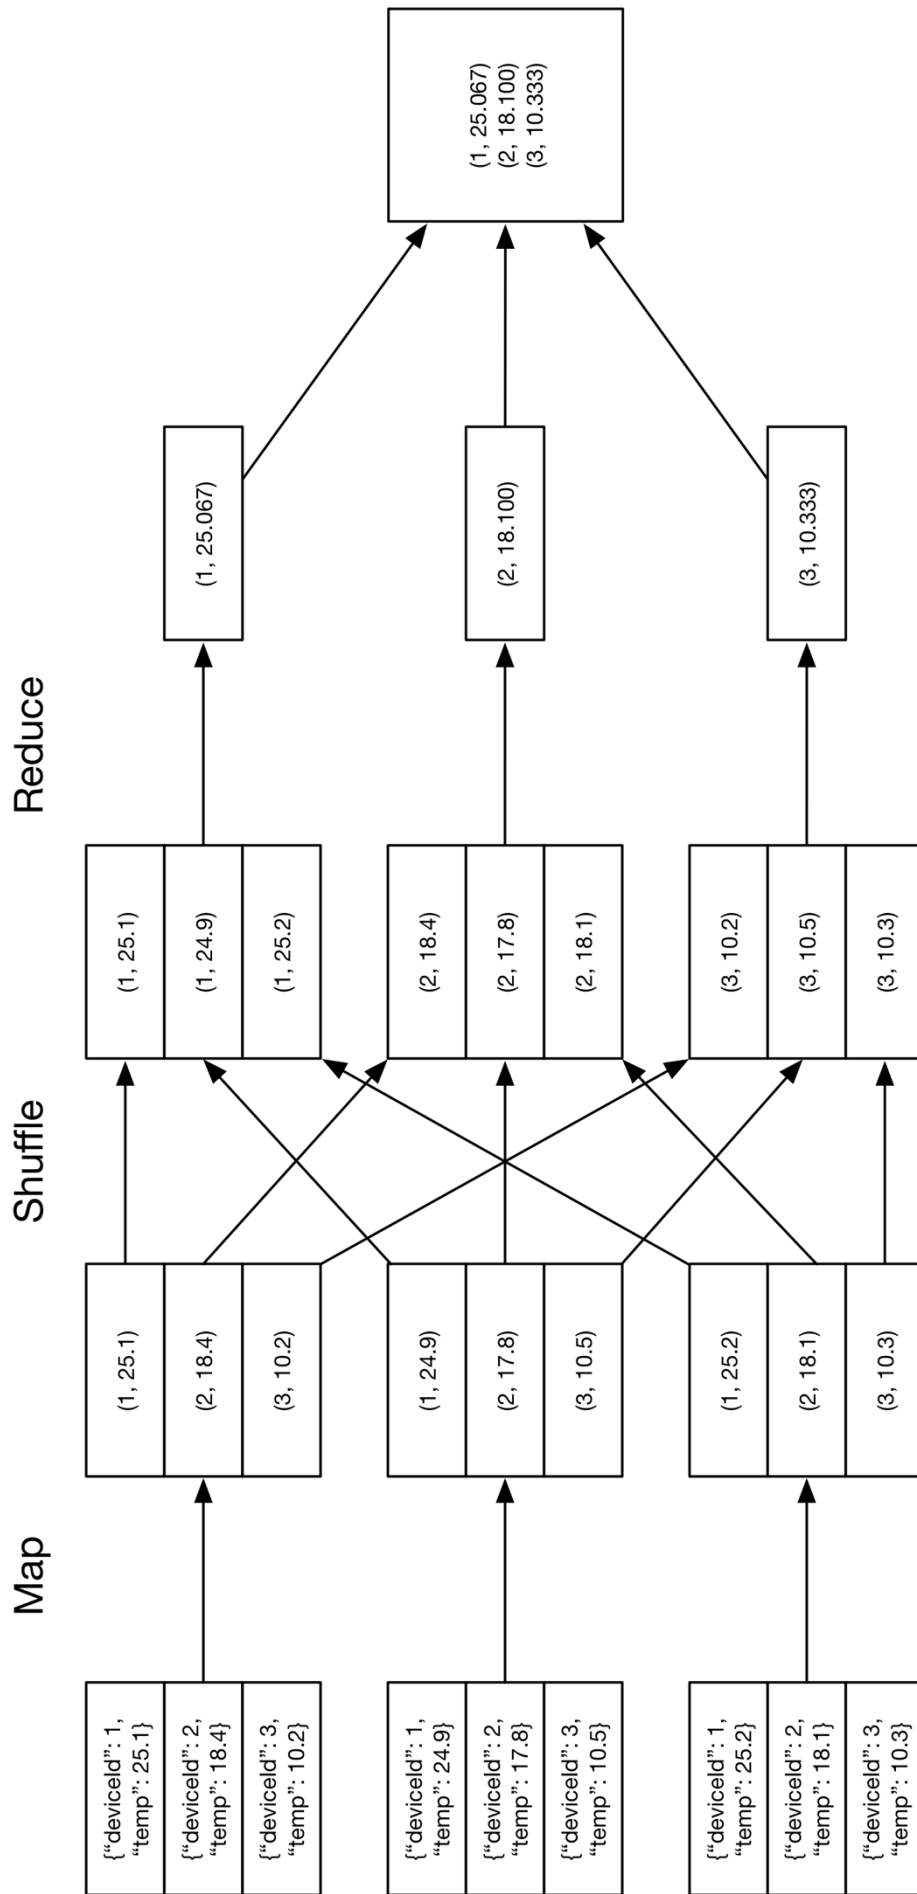 Map
Shuffle
Reduce
{“deviceId”: 1,
“temp”: 25.1}
{“deviceId”: 2,
“temp”: 18.4}
{“deviceId”: 3,
“temp”: 10.2}
{“deviceId”: 1,
“temp”: 24.9}
{“deviceId”: 2,
“temp”: 17.8}
{“deviceId”: 3,
“temp”: 10.5}
{“deviceId”: 1,
“temp”: 25.2}
{“deviceId”: 2,
“temp”: 18.1}
{“deviceId”: 3,
“temp”: 10.3}
(1, 25.1)
(2, 18.4)
(3, 10.2)
(1, 24.9)
(2, 17.8)
(3, 10.5)
(1, 25.2)
(2, 18.1)
(3, 10.3)
(1, 25.1)
(1, 24.9)
(1, 25.2)
(2, 18.4)
(2, 17.8)
(2, 18.1)
(3, 10.2)
(3, 10.5)
(3, 10.3)
(1, 25.067)
(2, 18.100)
(3, 10.333)
(1, 25.067)
(2, 18.100)
(3, 10.333)